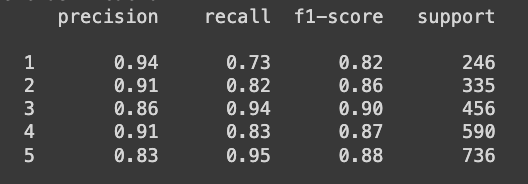 precision recall f1-score support
1 0.94 0.73 0.82 246
2 0.91 0.82 0.86 335
3 0.86 0.94 0.90 456
4 0.91 0.83 0.87 590
5 0.83 0.95 0.88 736